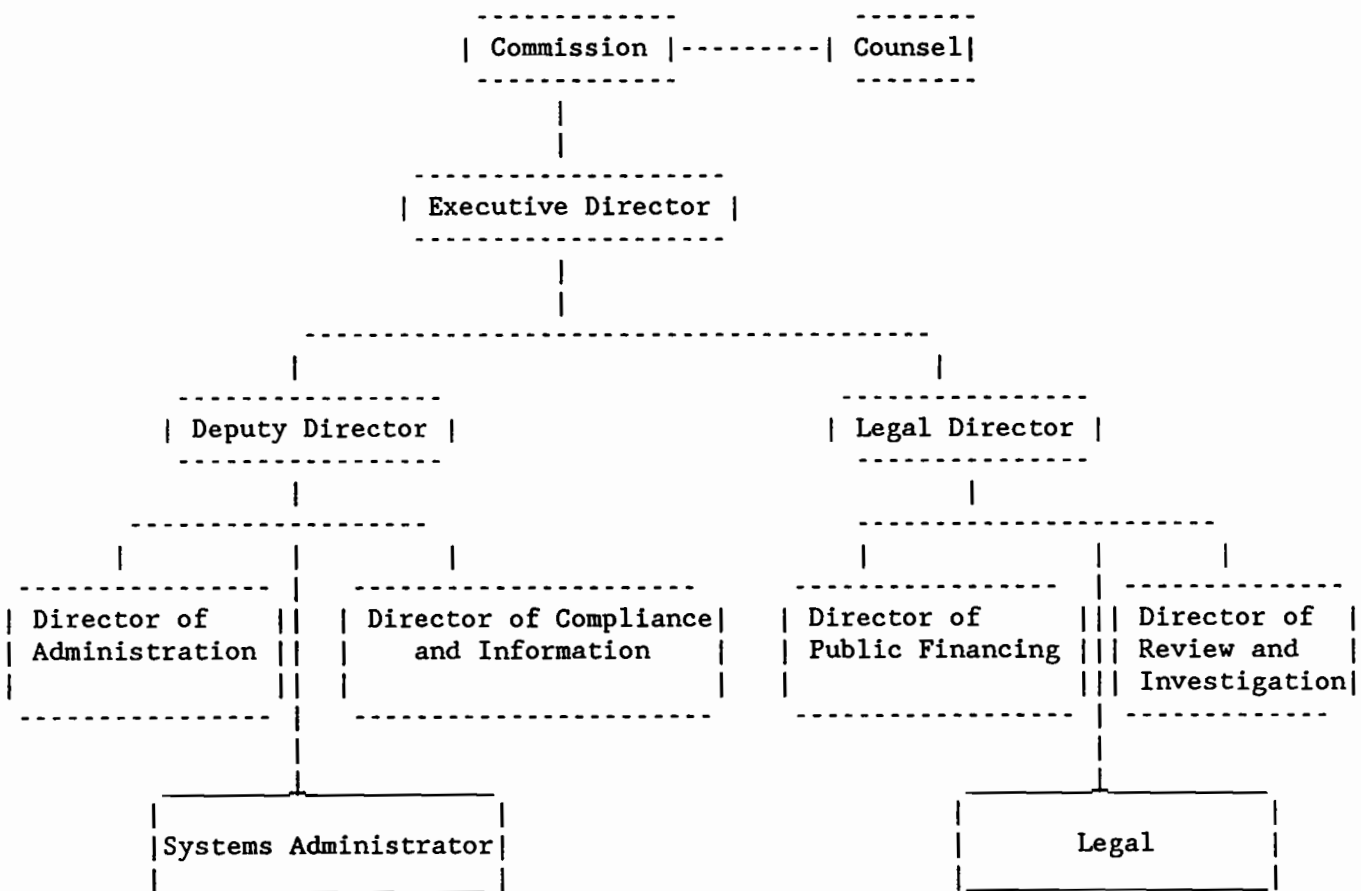 Commission Counsel
Executive Director
Deputy Director Legal Director
Director of Administration
Director of Compliance and Information
Director of Public Financing
Director of Review and Investigation
Systems Administrator Legal